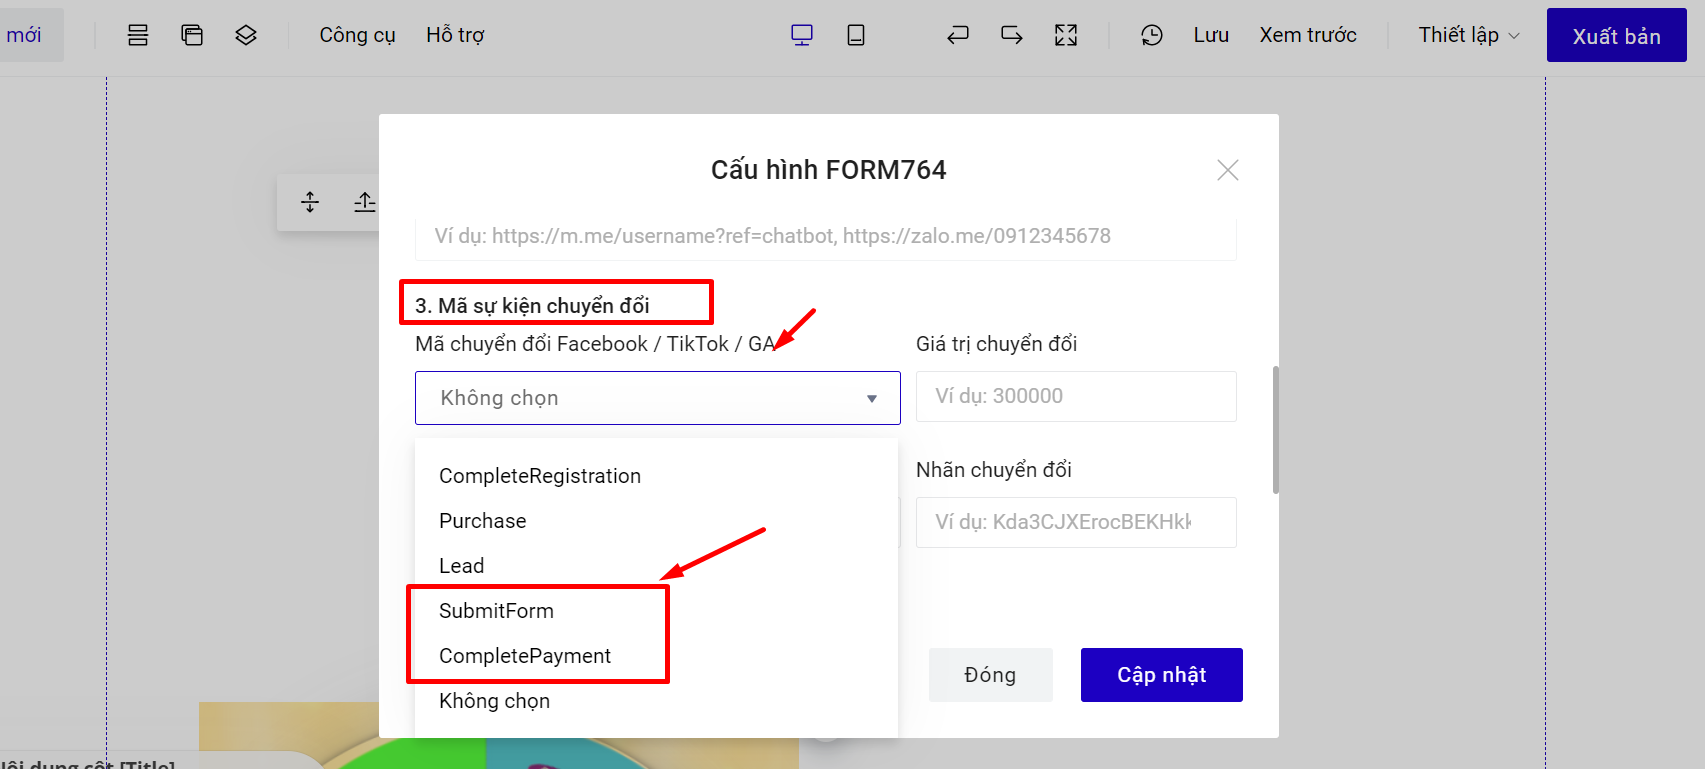 mới Công cụ Hỗ trợ Lưu Xem trước Thiết lập Xuất bản
Cấu hình FORM764
Ví dụ: https://m.me/username?ref=chatbot, https://zalo.me/0912345678
3. Mã sự kiện chuyển đổi
Mã chuyển đổi Facebook / TikTok / GA
Giá trị chuyển đổi
Không chọn
Ví dụ: 300000
CompleteRegistration
Nhãn chuyển đổi
Purchase
Ví dụ: Kda3CJXErocBEKHkk
Lead
SubmitForm
CompletePayment
Không chọn
Đóng
Cập nhật
dung cột [Title]